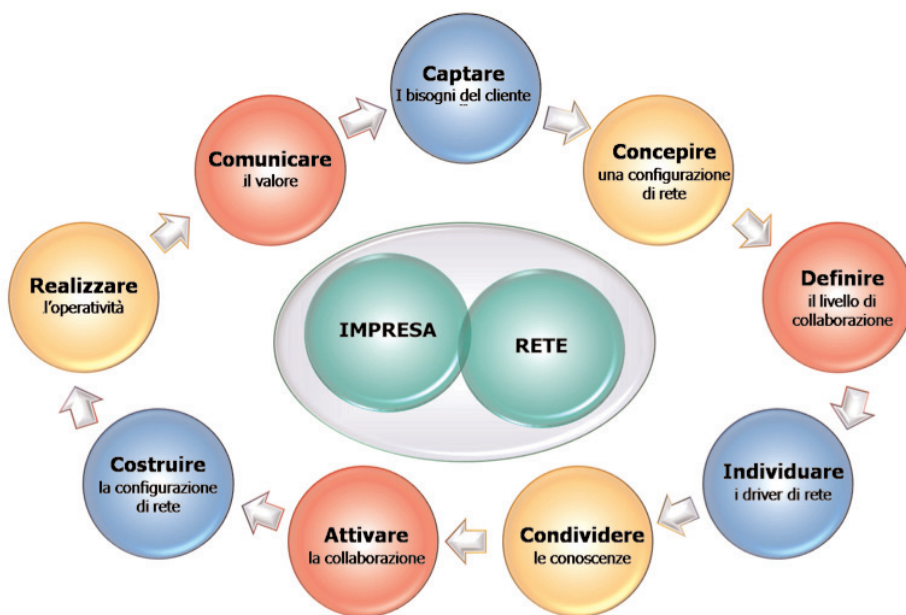 Captare
I bisogni del cliente
Concepire
una configurazione
di rete
Definire
il livello di
collaborazione
Individuare
i driver di rete
Condividere
le conoscenze
Attivare
la collaborazione
Costruire
la configurazione
di rete
Realizzare
l'operatività
Comunicare
il valore
IMPRESA
RETE